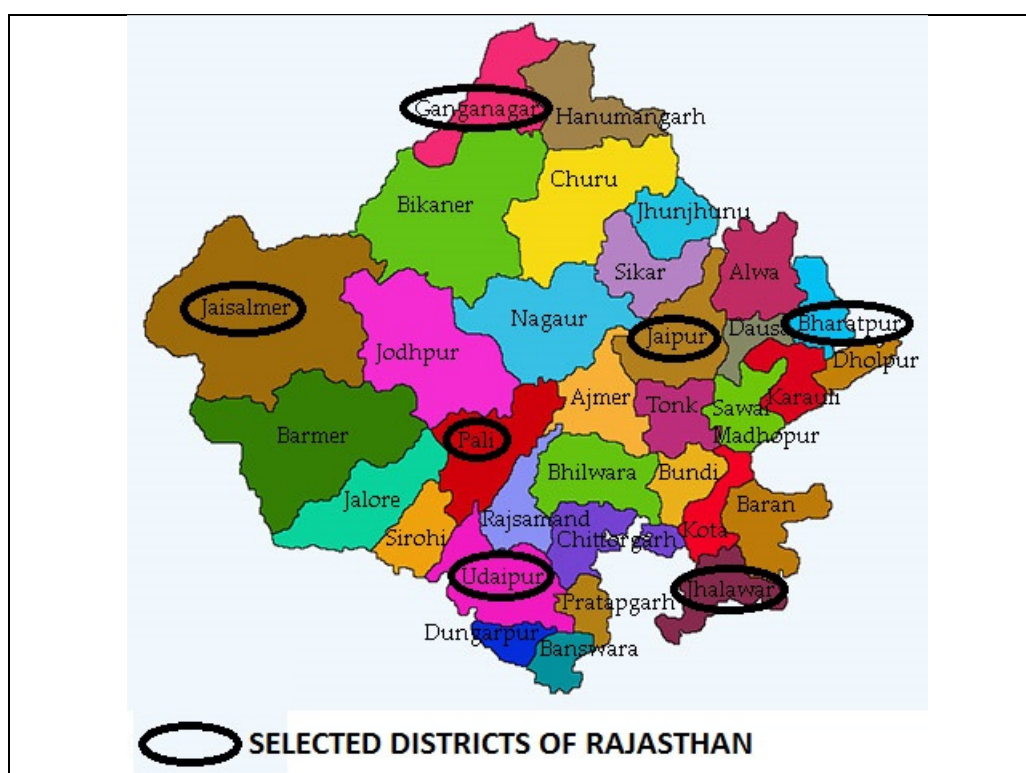 Ganganagar
Hanumangarh
Churu
Bikaner
Jhunjhunu
Sikar
Alwa
Jaisalmer
Nagaur
Jaipur
Dausa
Bharatpur
Jodhpur
Dholpur
Ajmer
Tonk
Sawai
Madhopur
Karauli
Barmer
Pali
Bhilwara
Bundi
Jalore
Baran
Rajsamand
Kota
Sirohi
Chittorgarh
Udaipur
Jhalawar
Pratapgarh
Dungarpur
Banswara
SELECTED DISTRICTS OF RAJASTHAN